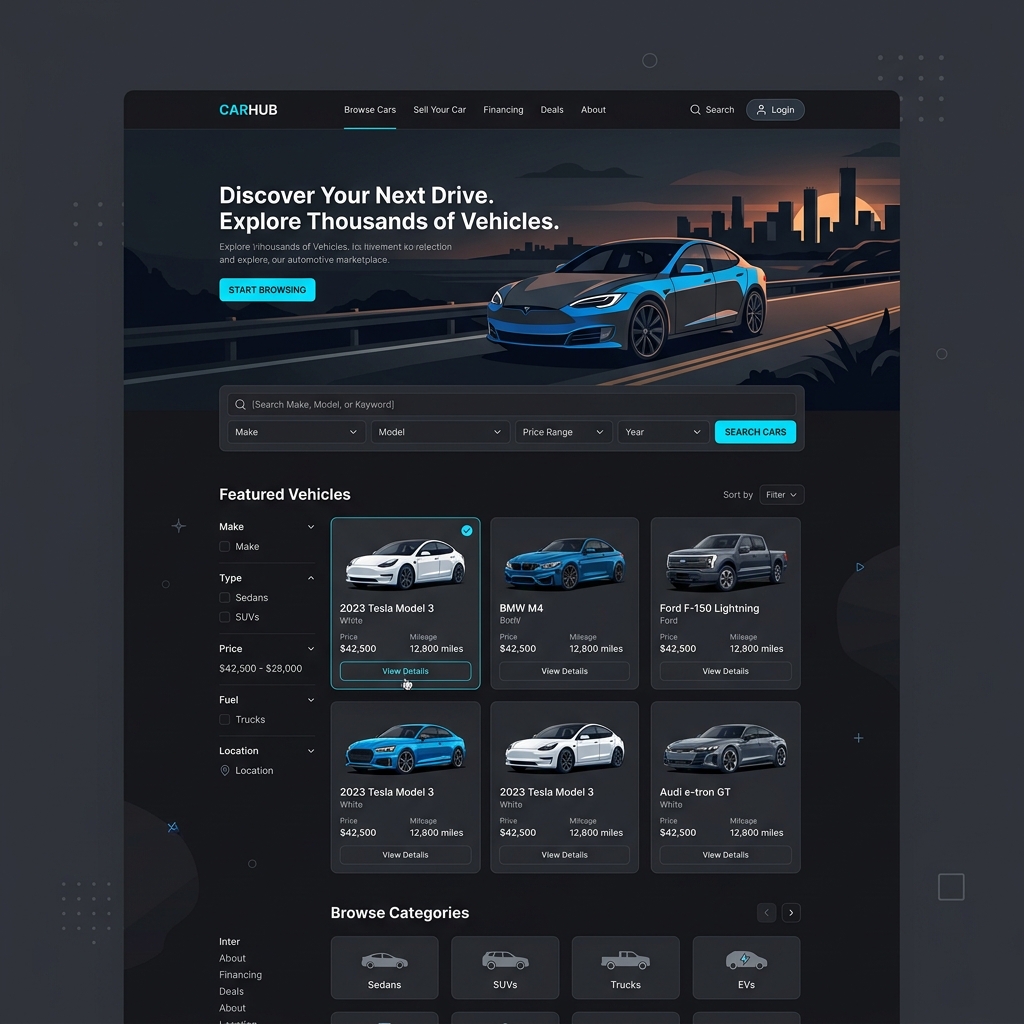 CARHUB
Browse Cars
Sell Your Car
Financing
Deals
About
Search
Login
Discover Your Next Drive.
Explore Thousands of Vehicles.
Explore of Vehicles.
and explore, our automotive marketplace.
START BROWSING
[Search Make, Model, or Kayword]
Make
Model
Price Range
Year
SEARCH CARS
Featured Vehicles
Sort by
Filter
Make
Make
Type
Sedans
SUVs
Price
$42,500 - $28,000
Fuel
Trucks
Location
Location
2023 Tesla Model 3
White
Price
Mileage
$42,500
12,800 miles
View Details
BMW M4
Price
Mileage
$42,500
12,800 miles
View Details
Ford F-150 Lightning
Ford
Price
Mileage
$42,500
12,800 miles
View Details
2023 Tesla Model 3
White
Price
$42,500
12,800 miles
View Details
2023 Tesla Model 3
White
$42,500
12,800 miles
View Details
Audi e-tron GT
White
Price
$42,500
12,800 miles
View Details
Browse Categories
Sedans
SUVs
Trucks
EVs
Inter
About
Financing
Deals
About